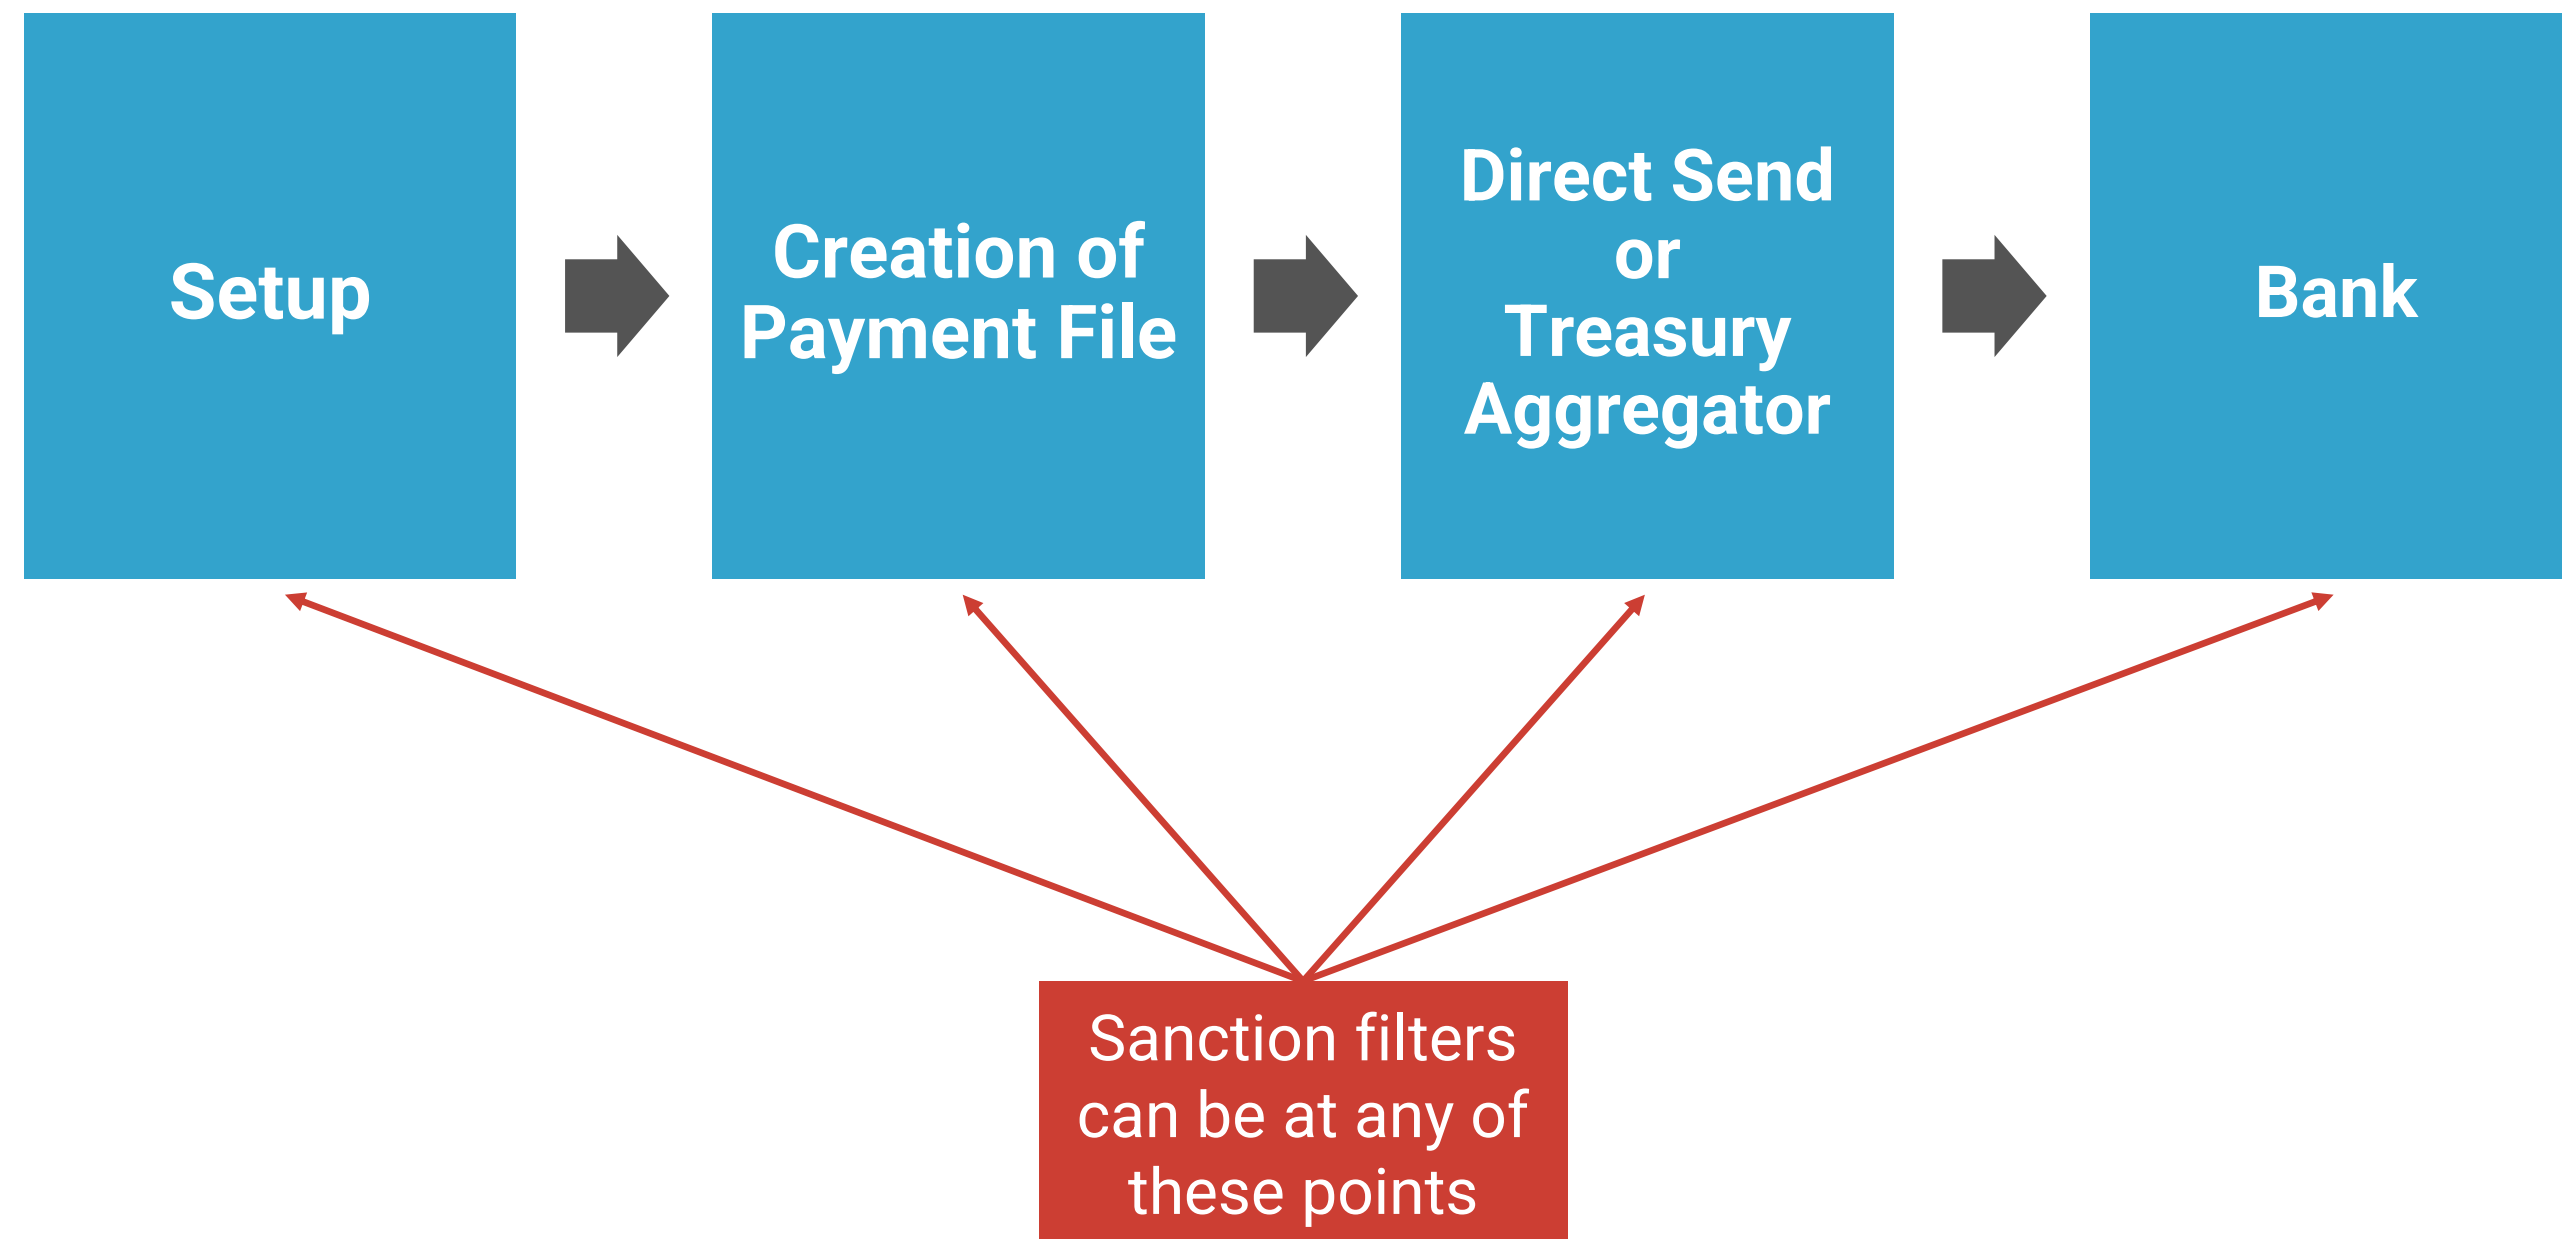 Setup
Creation of
Payment File
Direct Send
or
Treasury
Aggregator
Bank
Sanction filters
can be at any of
these points